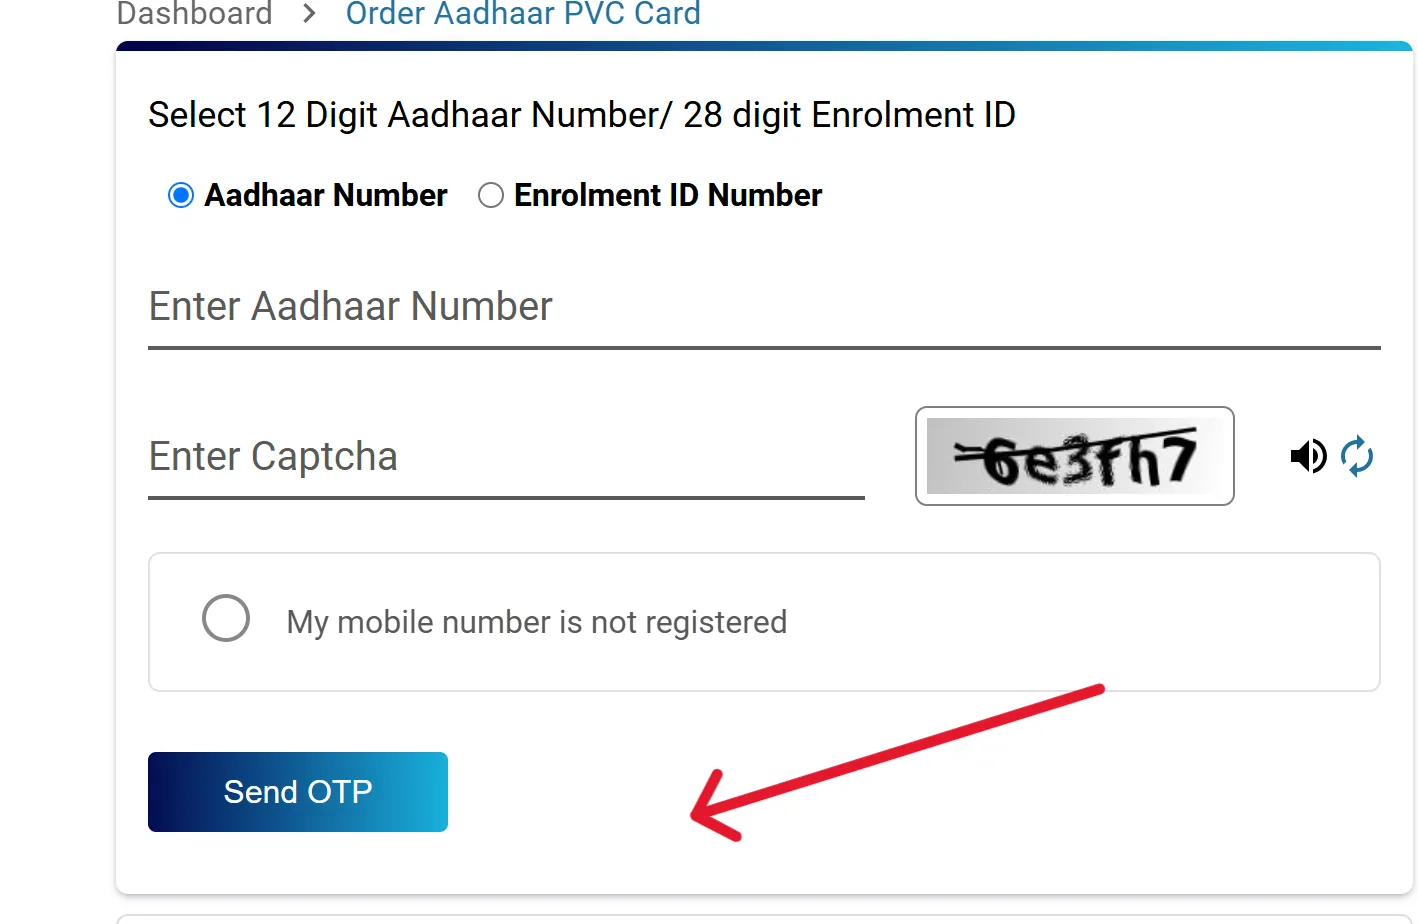 Dashboard > Order Aadhaar PVC Card
Select 12 Digit Aadhaar Number/ 28 digit Enrolment ID
Aadhaar Number Enrolment ID Number
Enter Aadhaar Number
Enter Captcha 6e3fh7
My mobile number is not registered
Send OTP